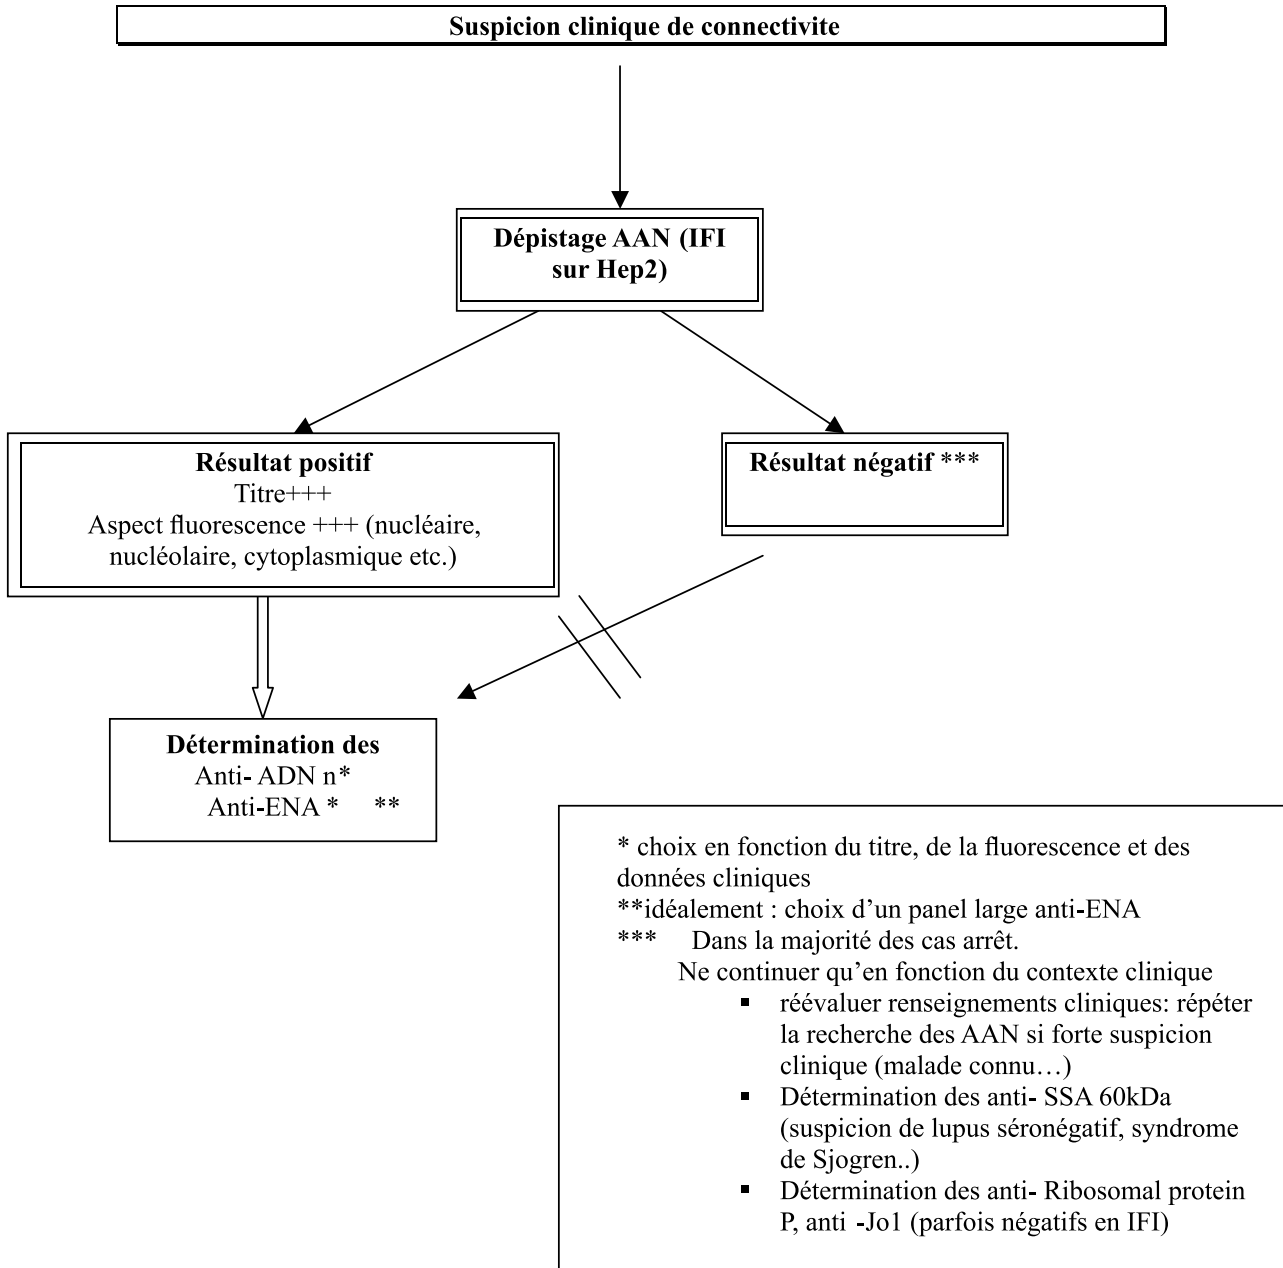 Suspicion clinique de connectivite
Dépistage AAN (IFI
sur Hep2)
Résultat positif
Titre+++
Aspect fluorescence +++ (nucléaire,
nucléolaire, cytoplasmique etc.)
Résultat négatif ***
Détermination des
Anti- ADN n*
Anti-ENA * **
* choix en fonction du titre, de la fluorescence et des
données cliniques
**idéalement : choix d’un panel large anti-ENA
*** Dans la majorité des cas arrêt.
Ne continuer qu’en fonction du contexte clinique
▪ réévaluer renseignements cliniques: répéter
la recherche des AAN si forte suspicion
clinique (malade connu…)
▪ Détermination des anti- SSA 60kDa
(suspicion de lupus séronégatif, syndrome
de Sjogren..)
▪ Détermination des anti- Ribosomal protein
P, anti -Jo1 (parfois négatifs en IFI)